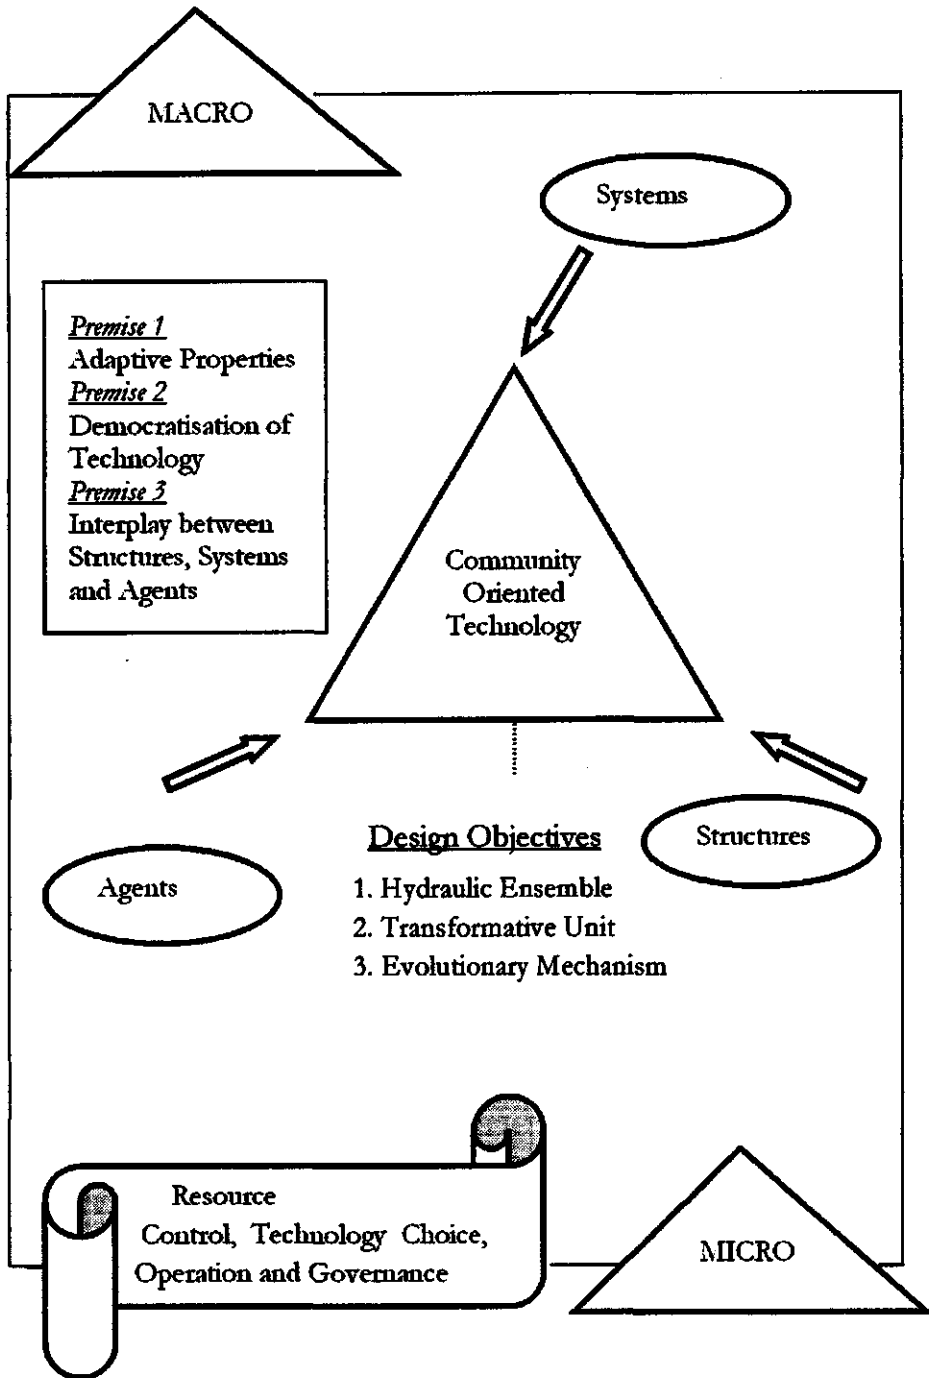 MACRO
Systems
Premise 1
Adaptive Properties
Premise 2
Democratisation of
Technology
Premise 3
Interplay between
Structures, Systems
and Agents
Community
Oriented
Technology
Agents
Structures
Design Objectives
1. Hydraulic Ensemble
2. Transformative Unit
3. Evolutionary Mechanism
Resource
Control, Technology Choice,
Operation and Governance
MICRO